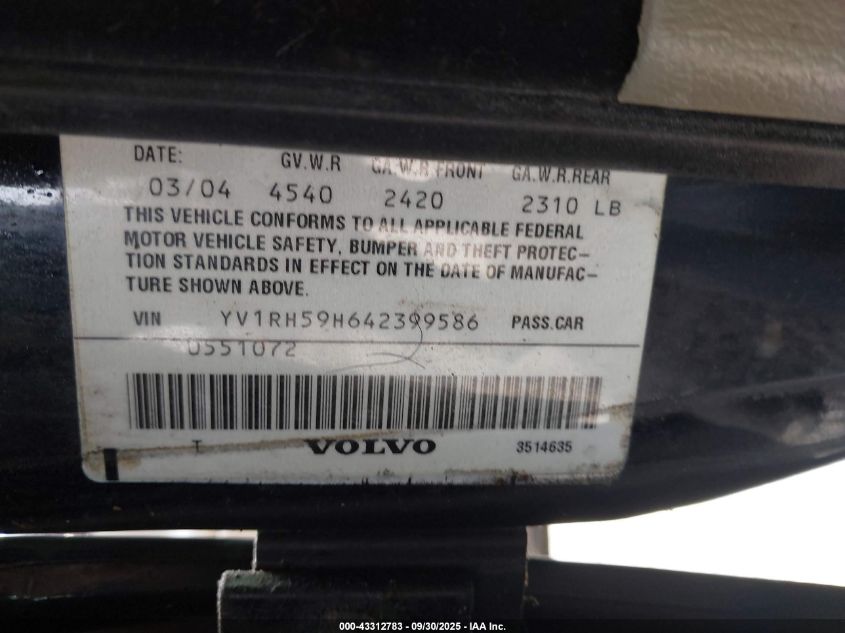 DATE: GV.W.R GA.W.R FRONT GA.W.R.REAR
03/04 4540 2420 2310 LB
THIS VEHICLE CONFORMS TO ALL APPLICABLE FEDERAL
MOTOR VEHICLE SAFETY, BUMPER AND THEFT PROTEC–
TION STANDARDS IN EFFECT ON THE DATE OF MANUFAC–
TURE SHOWN ABOVE.
VIN YV1RH59H642399586 PASS.CAR
0551072
T VOLVO 3514635
000-43312783 - 09/30/2025 - IAA Inc.